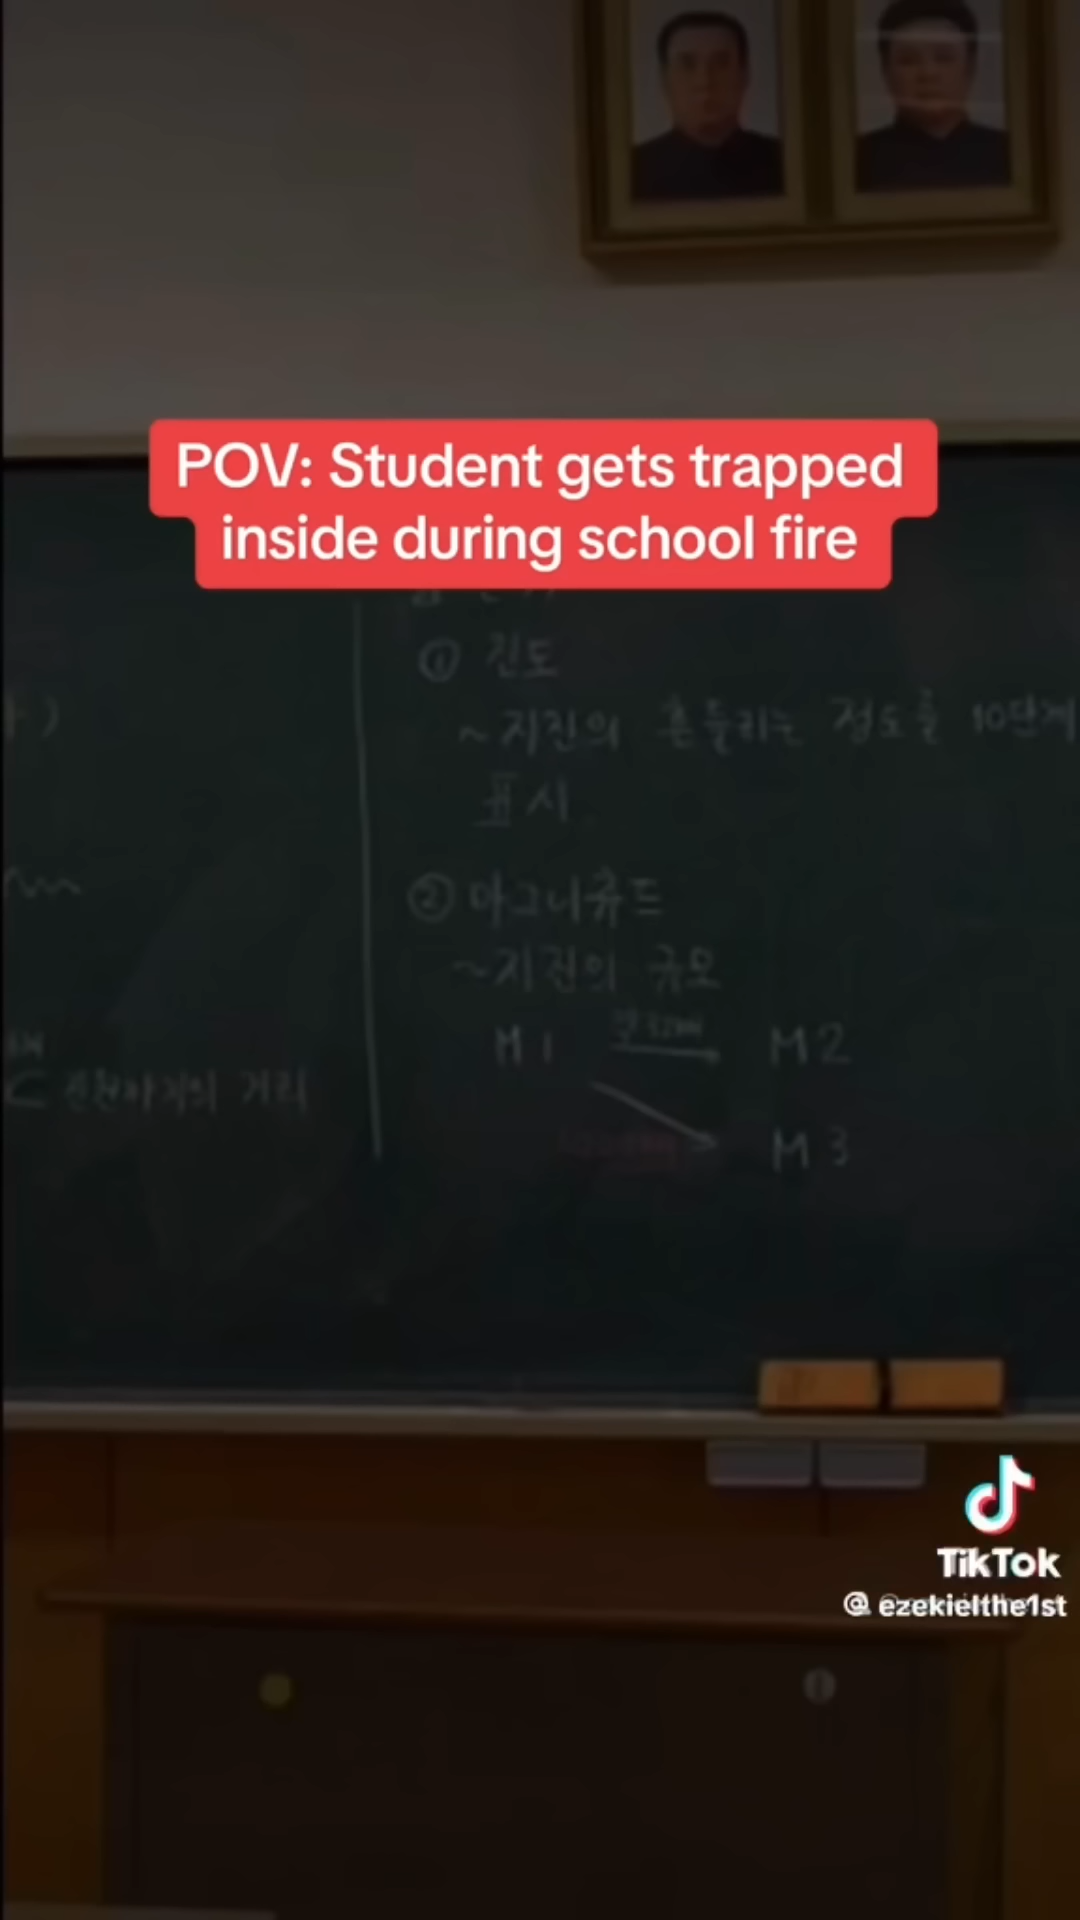 POV: Student gets trapped
inside during school fire
① 진도
~지진의 흔들리는 정도를 10단계
표시
② 마그니튜드
~지진의 규모
M1 M2
M3
거리
TikTok
@ezekielthe1st